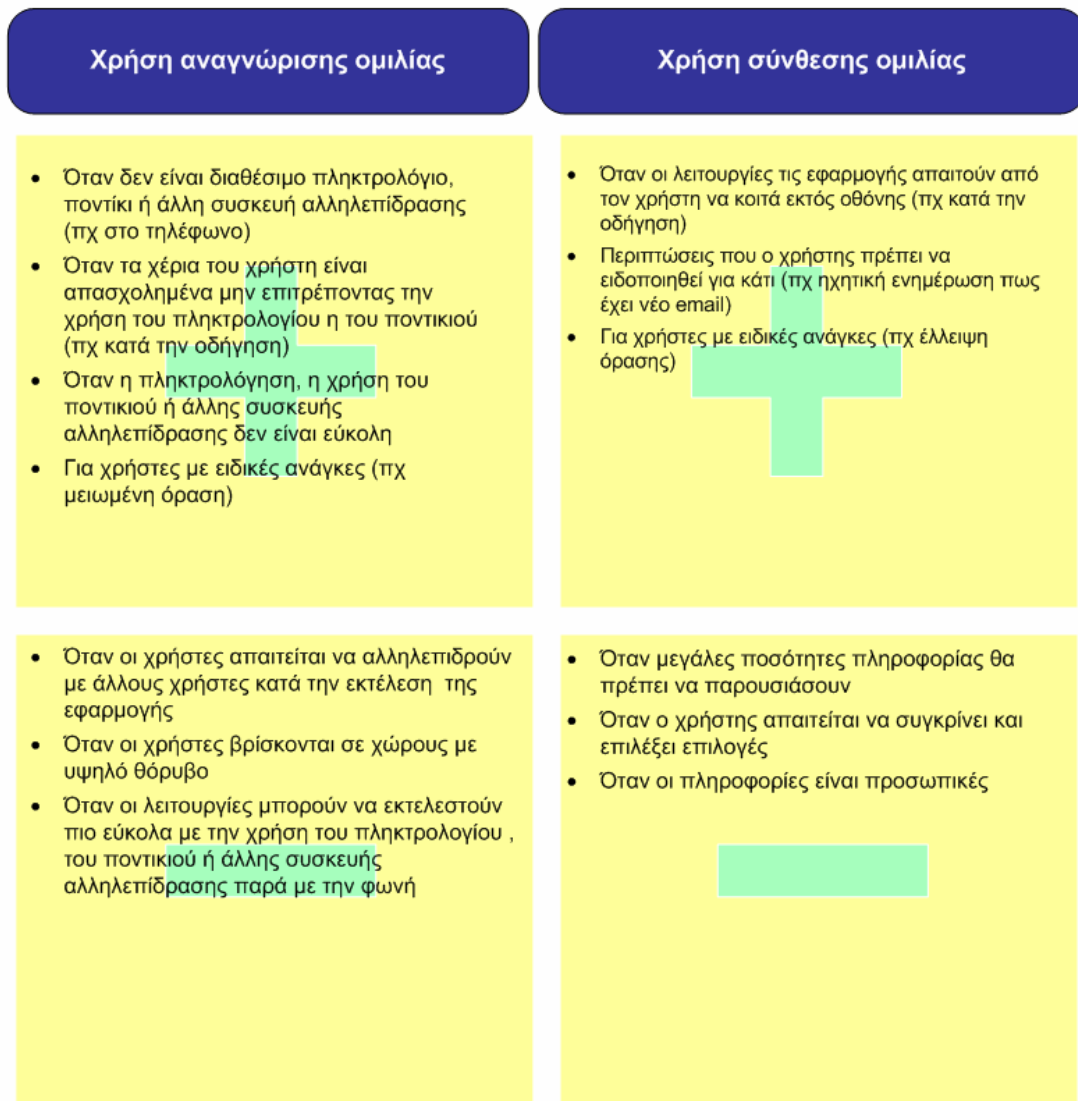 Χρήση αναγνώρισης ομιλίας
• Όταν δεν είναι διαθέσιμο πληκτρολόγιο,
ποντίκι ή άλλη συσκευή αλληλεπίδρασης
(πχ στο τηλέφωνο)
• Όταν τα χέρια του χρήστη είναι
απασχολημένα μην επιτρέποντας την
χρήση του πληκτρολογίου η του ποντικιού
(πχ κατά την οδήγηση)
• Όταν η πληκτρολόγηση, η χρήση του
ποντικιού ή άλλης συσκευής
αλληλεπίδρασης δεν είναι εύκολη
• Για χρήστες με ειδικές ανάγκες (πχ
μειωμένη όραση)
• Όταν οι χρήστες απαιτείται να αλληλεπιδρούν
με άλλους χρήστες κατά την εκτέλεση της
εφαρμογής
• Όταν οι χρήστες βρίσκονται σε χώρους με
υψηλό θόρυβο
• Όταν οι λειτουργίες μπορούν να εκτελεστούν
πιο εύκολα με την χρήση του πληκτρολογίου ,
του ποντικιού ή άλλης συσκευής
αλληλεπίδρασης παρά με την φωνή
Χρήση σύνθεσης ομιλίας
• Όταν οι λειτουργίες τις εφαρμογής απαιτούν από
τον χρήστη να κοιτά εκτός οθόνης (πχ κατά την
οδήγηση)
• Περιπτώσεις που ο χρήστης πρέπει να
ειδοποιηθεί για κάτι (πχ ηχητική ενημέρωση πως
έχει νέο email)
• Για χρήστες με ειδικές ανάγκες (πχ έλλειψη
όρασης)
• Όταν μεγάλες ποσότητες πληροφορίας θα
πρέπει να παρουσιάσουν
• Όταν ο χρήστης απαιτείται να συγκρίνει και
επιλέξει επιλογές
• Όταν οι πληροφορίες είναι προσωπικές